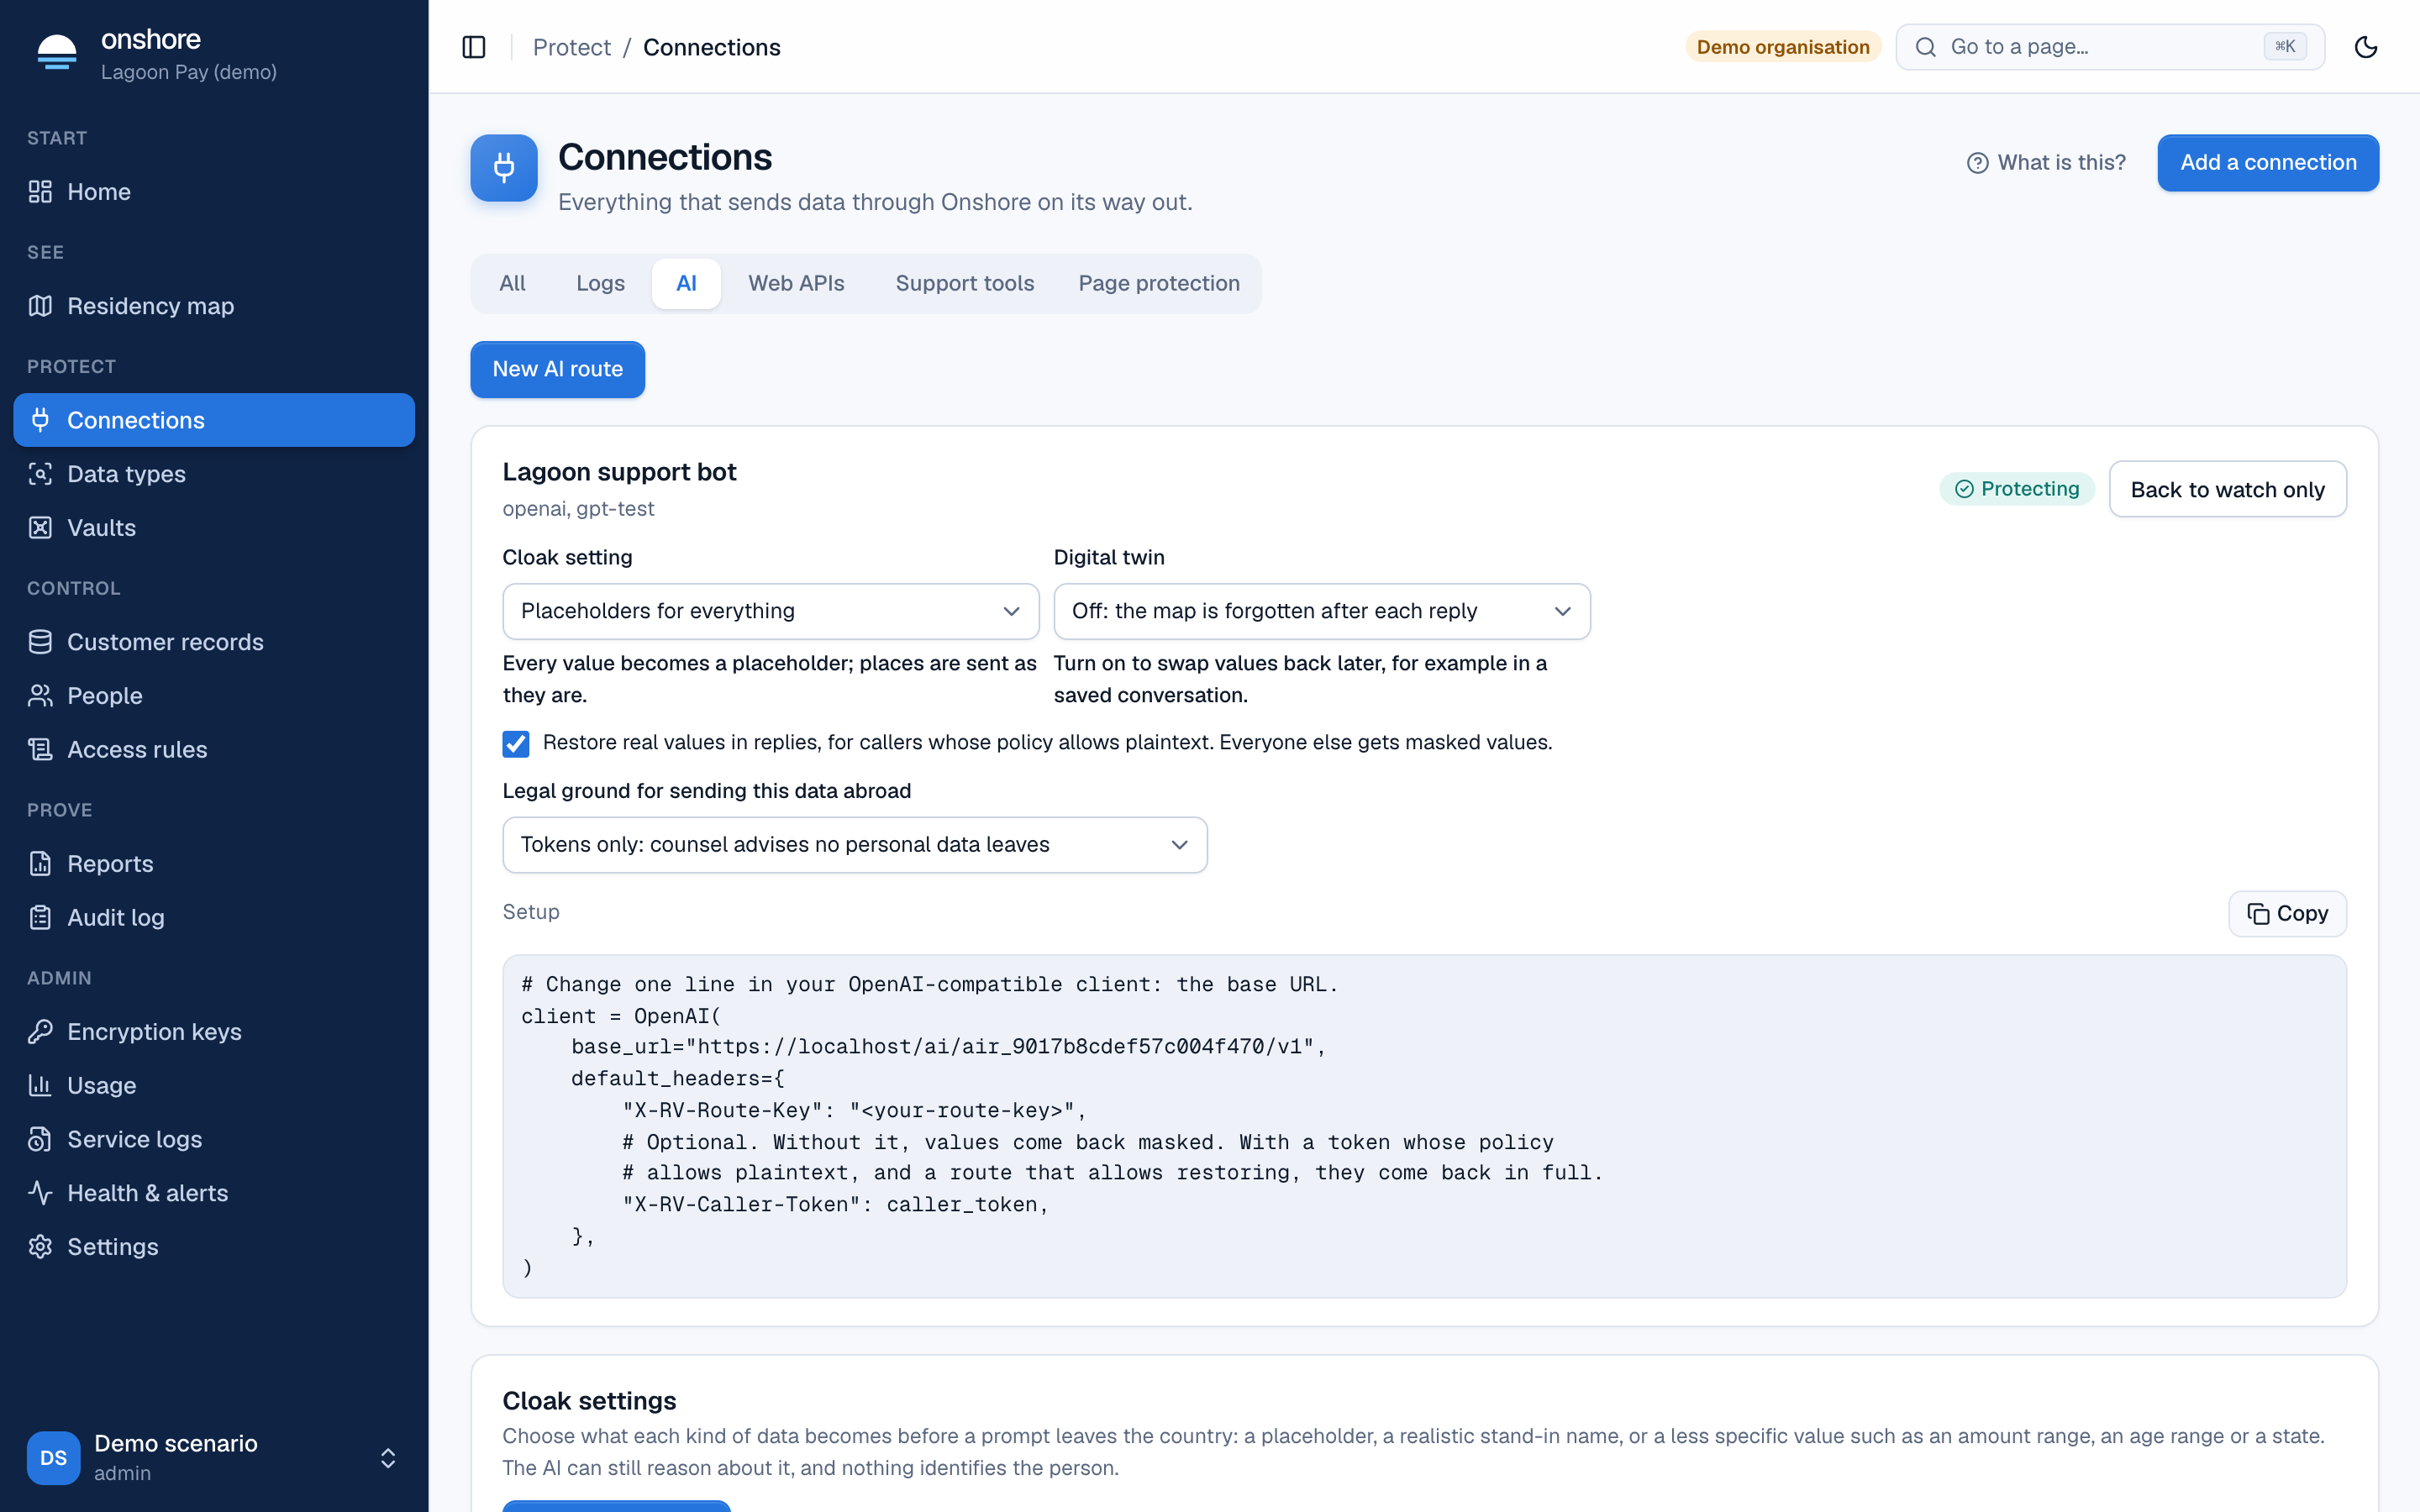 onshore
Lagoon Pay (demo)
START
Home
SEE
Residency map
PROTECT
Connections
Data types
Vaults
CONTROL
Customer records
People
Access rules
PROVE
Reports
Audit log
ADMIN
Encryption keys
Usage
Service logs
Health & alerts
Settings
DS
Demo scenario
admin
Protect / Connections
Demo organisation
Go to a page...
⌘K
Connections
Everything that sends data through Onshore on its way out.
What is this?
Add a connection
All
Logs
AI
Web APIs
Support tools
Page protection
New AI route
Lagoon support bot
openai, gpt-test
Protecting
Back to watch only
Cloak setting
Placeholders for everything
Every value becomes a placeholder; places are sent as
they are.
Digital twin
Off: the map is forgotten after each reply
Turn on to swap values back later, for example in a
saved conversation.
Restore real values in replies, for callers whose policy allows plaintext. Everyone else gets masked values.
Legal ground for sending this data abroad
Tokens only: counsel advises no personal data leaves
Setup
Copy
# Change one line in your OpenAI-compatible client: the base URL.
client = OpenAI(
    base_url="https://localhost/ai/air_9017b8cdef57c004f470/v1",
    default_headers={
        "X-RV-Route-Key": "<your-route-key>",
        # Optional. Without it, values come back masked. With a token whose policy
        # allows plaintext, and a route that allows restoring, they come back in full.
        "X-RV-Caller-Token": caller_token,
    },
)
Cloak settings
Choose what each kind of data becomes before a prompt leaves the country: a placeholder, a realistic stand-in name, or a less specific value such as an amount range, an age range or a state.
The AI can still reason about it, and nothing identifies the person.